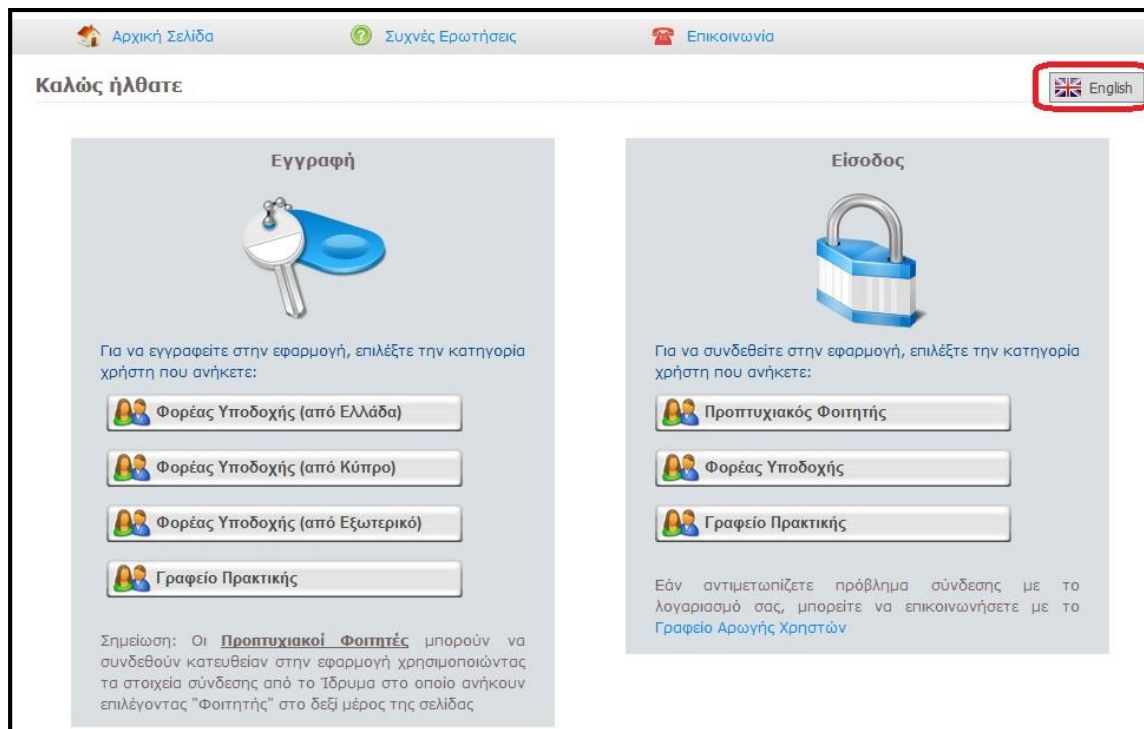 Αρχική Σελίδα
Συχνές Ερωτήσεις
Επικοινωνία
Καλώς ήλθατε
English
Εγγραφή
Για να εγγραφείτε στην εφαρμογή, επιλέξτε την κατηγορία
χρήστη που ανήκετε:
Φορέας Υποδοχής (από Ελλάδα)
Φορέας Υποδοχής (από Κύπρο)
Φορέας Υποδοχής (από Εξωτερικό)
Γραφείο Πρακτικής
Σημείωση: Οι Προπτυχιακοί Φοιτητές μπορούν να
συνδεθούν κατευθείαν στην εφαρμογή χρησιμοποιώντας
τα στοιχεία σύνδεσης από το Ίδρυμα στο οποίο ανήκουν
επιλέγοντας "Φοιτητής" στο δεξί μέρος της σελίδας
Είσοδος
Για να συνδεθείτε στην εφαρμογή, επιλέξτε την κατηγορία
χρήστη που ανήκετε:
Προπτυχιακός Φοιτητής
Φορέας Υποδοχής
Γραφείο Πρακτικής
Εάν αντιμετωπίζετε πρόβλημα σύνδεσης με το
λογαριασμό σας, μπορείτε να επικοινωνήσετε με το
Γραφείο Αρωγής Χρηστών